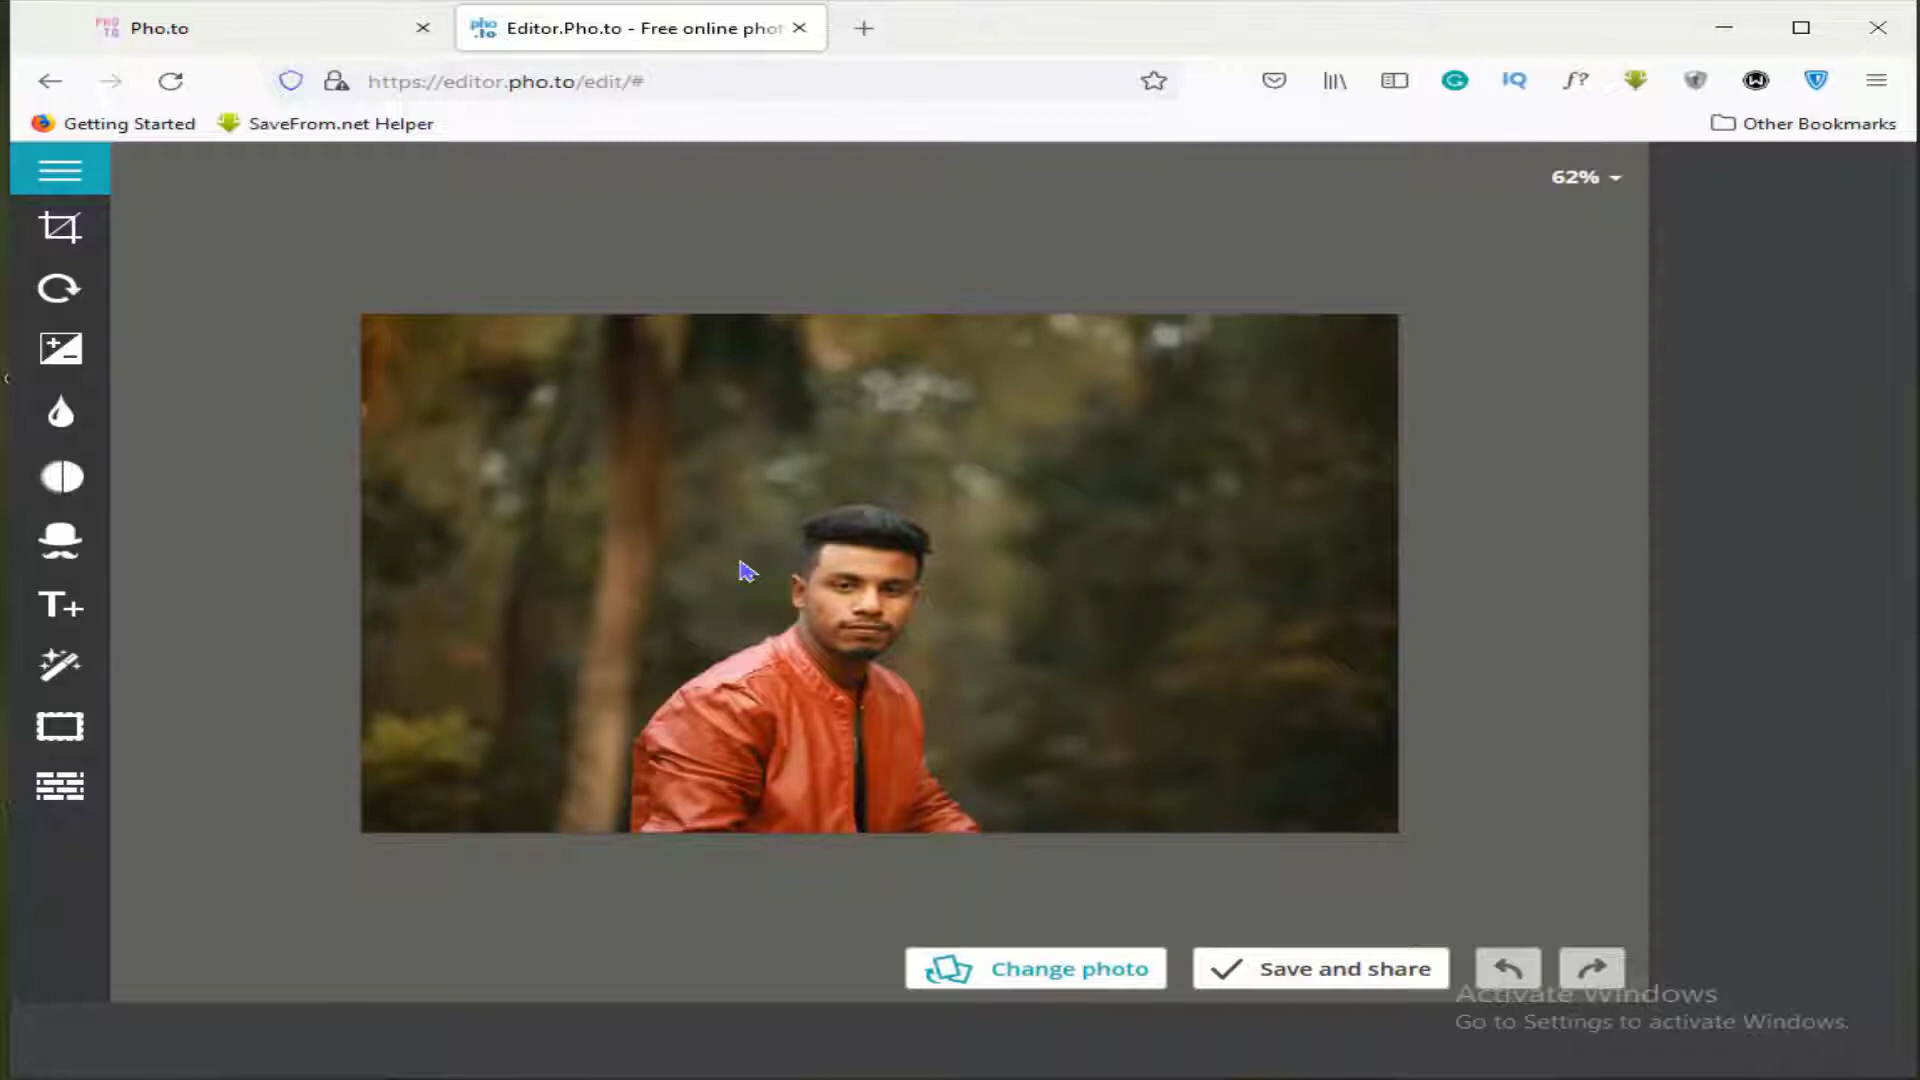 Pho.to
Editor.Pho.to - Free online phot
https://editor.pho.to/edit/#
IQ
f?
Getting Started
SaveFrom.net Helper
Other Bookmarks
62%
T+
Change photo
Save and share
Activate Windows
Go to Settings to activate Windows.